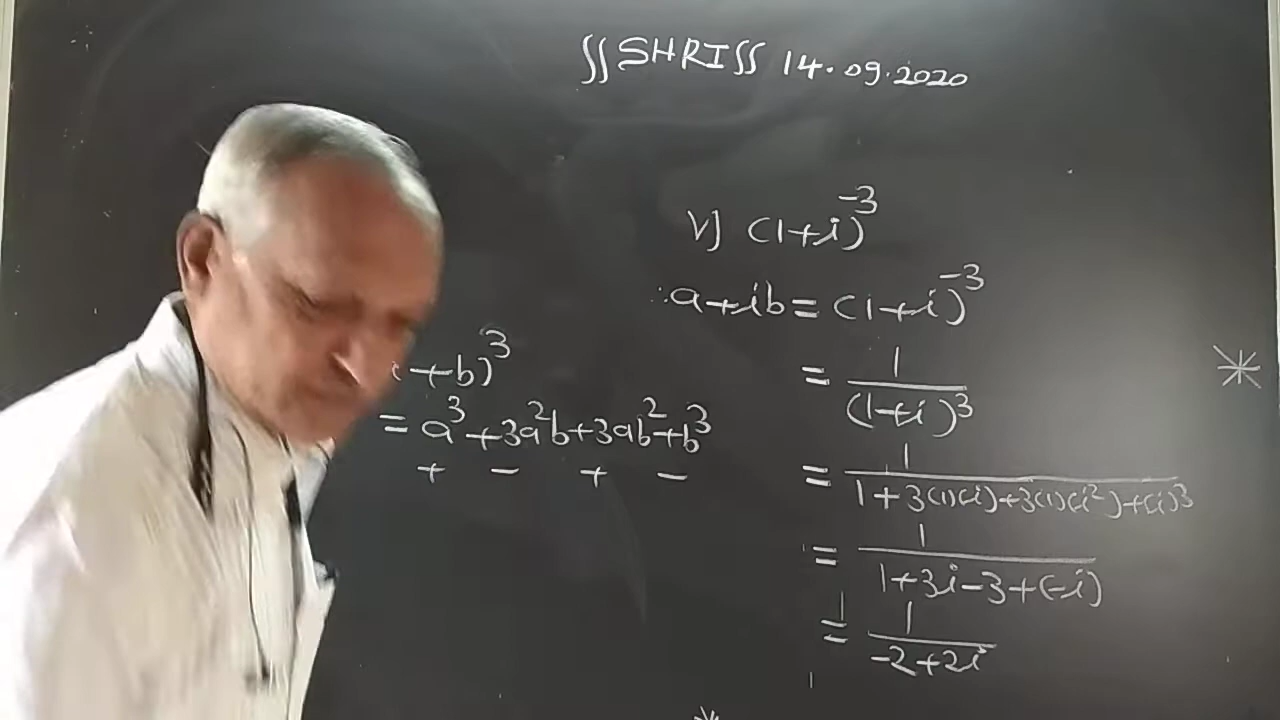 ∫∫ SHRI ∫∫ 14.09.2020
V) (1+i)^-3
∴ a+ib = (1+i)^-3
+b)^3
= 1/(1+i)^3
= a^3+3a^2b+3ab^2+b^3
+ - + -
= 1/(1+3(1)(i)+3(1)(i^2)+(i)^3)
= 1/(1+3i-3+(-i))
= 1/(-2+2i)